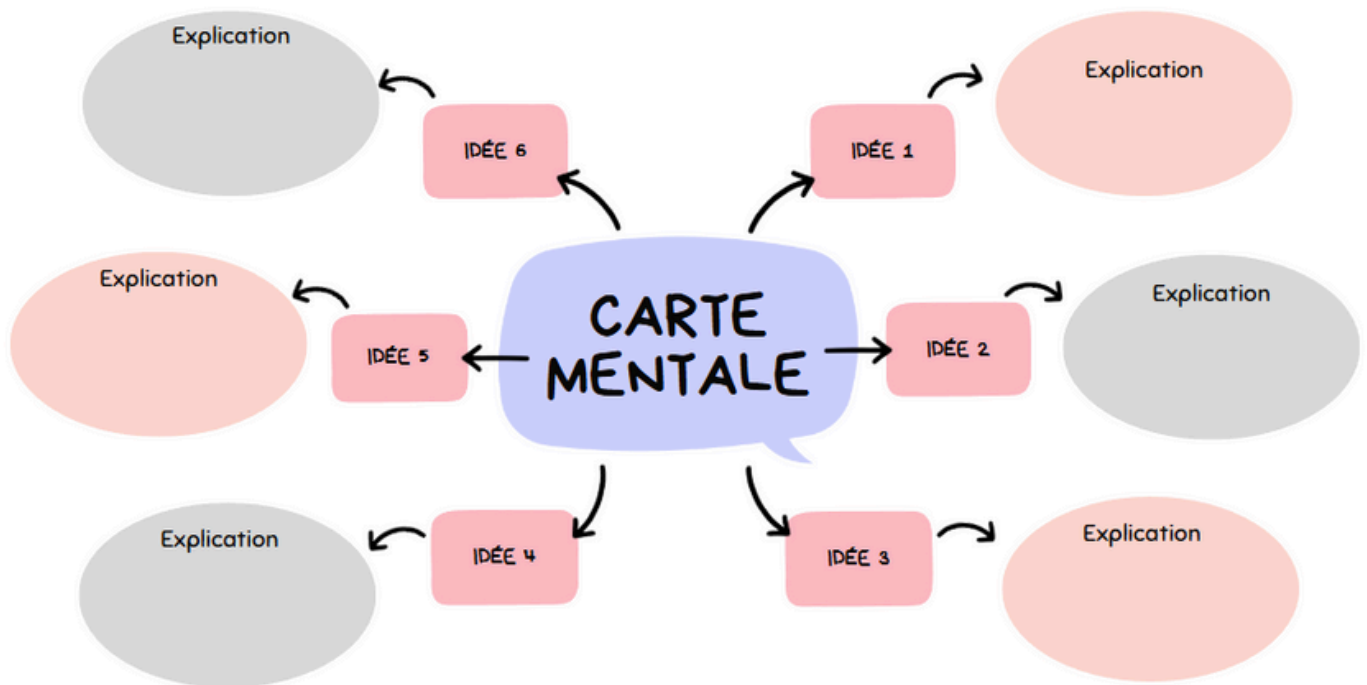 Explication
Explication
IDÉE 6
IDÉE 1
Explication
Explication
CARTE
MENTALE
IDÉE 5
IDÉE 2
Explication
Explication
IDÉE 4
IDÉE 3